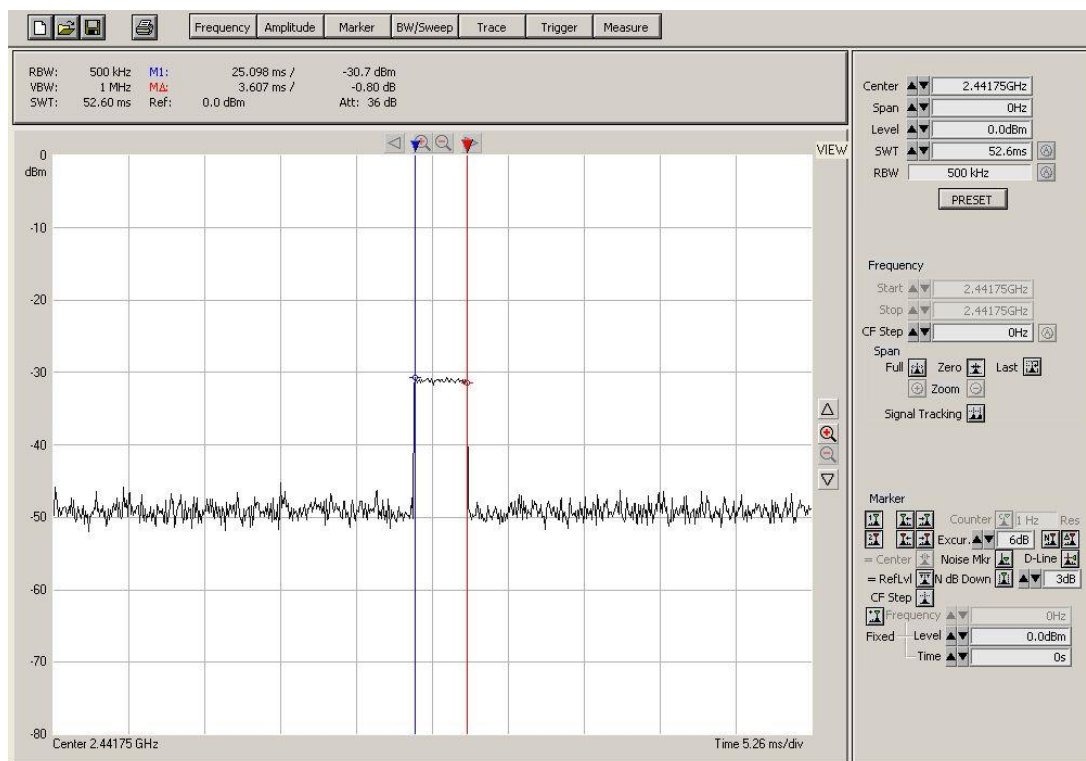 Frequency Amplitude Marker BW/Sweep Trace Trigger Measure
RBW: 500 kHz M1: 25.098 ms / -30.7 dBm
VBW: 1 MHz MΔ: 3.607 ms / -0.80 dB
SWT: 52.60 ms Ref: 0.0 dBm Att: 36 dB
VIEW
0
dBm
-10
-20
-30
-40
-50
-60
-70
-80
Center 2.44175 GHz Time 5.26 ms/div
Center 2.44175GHz
Span 0Hz
Level 0.0dBm
SWT 52.6ms
RBW 500 kHz
PRESET
Frequency
Start 2.44175GHz
Stop 2.44175GHz
CF Step 0Hz
Span
Full Zero Last
Zoom
Signal Tracking
Marker
Counter 1 Hz Res
Excur. 6dB
= Center Noise Mkr D-Line
= RefLvl N dB Down 3dB
CF Step
Frequency 0Hz
Fixed Level 0.0dBm
Time 0s